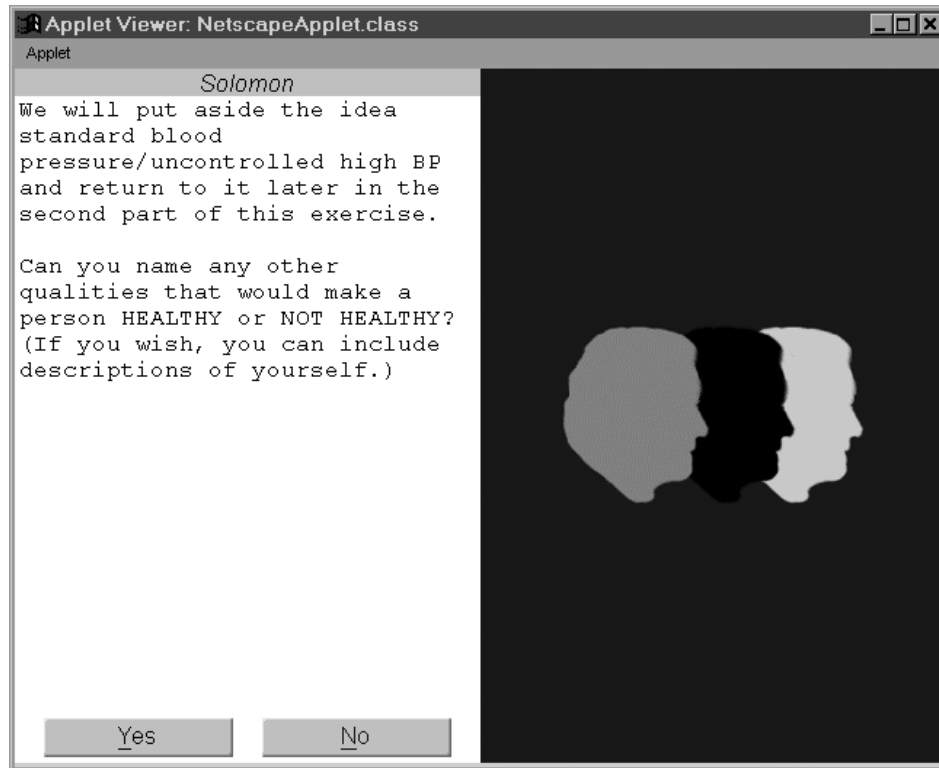 Applet Viewer: NetscapeApplet.class
Applet
Solomon
We will put aside the idea
standard blood
pressure/uncontrolled high BP
and return to it later in the
second part of this exercise.
Can you name any other
qualities that would make a
person HEALTHY or NOT HEALTHY?
(If you wish, you can include
descriptions of yourself.)
Yes
No